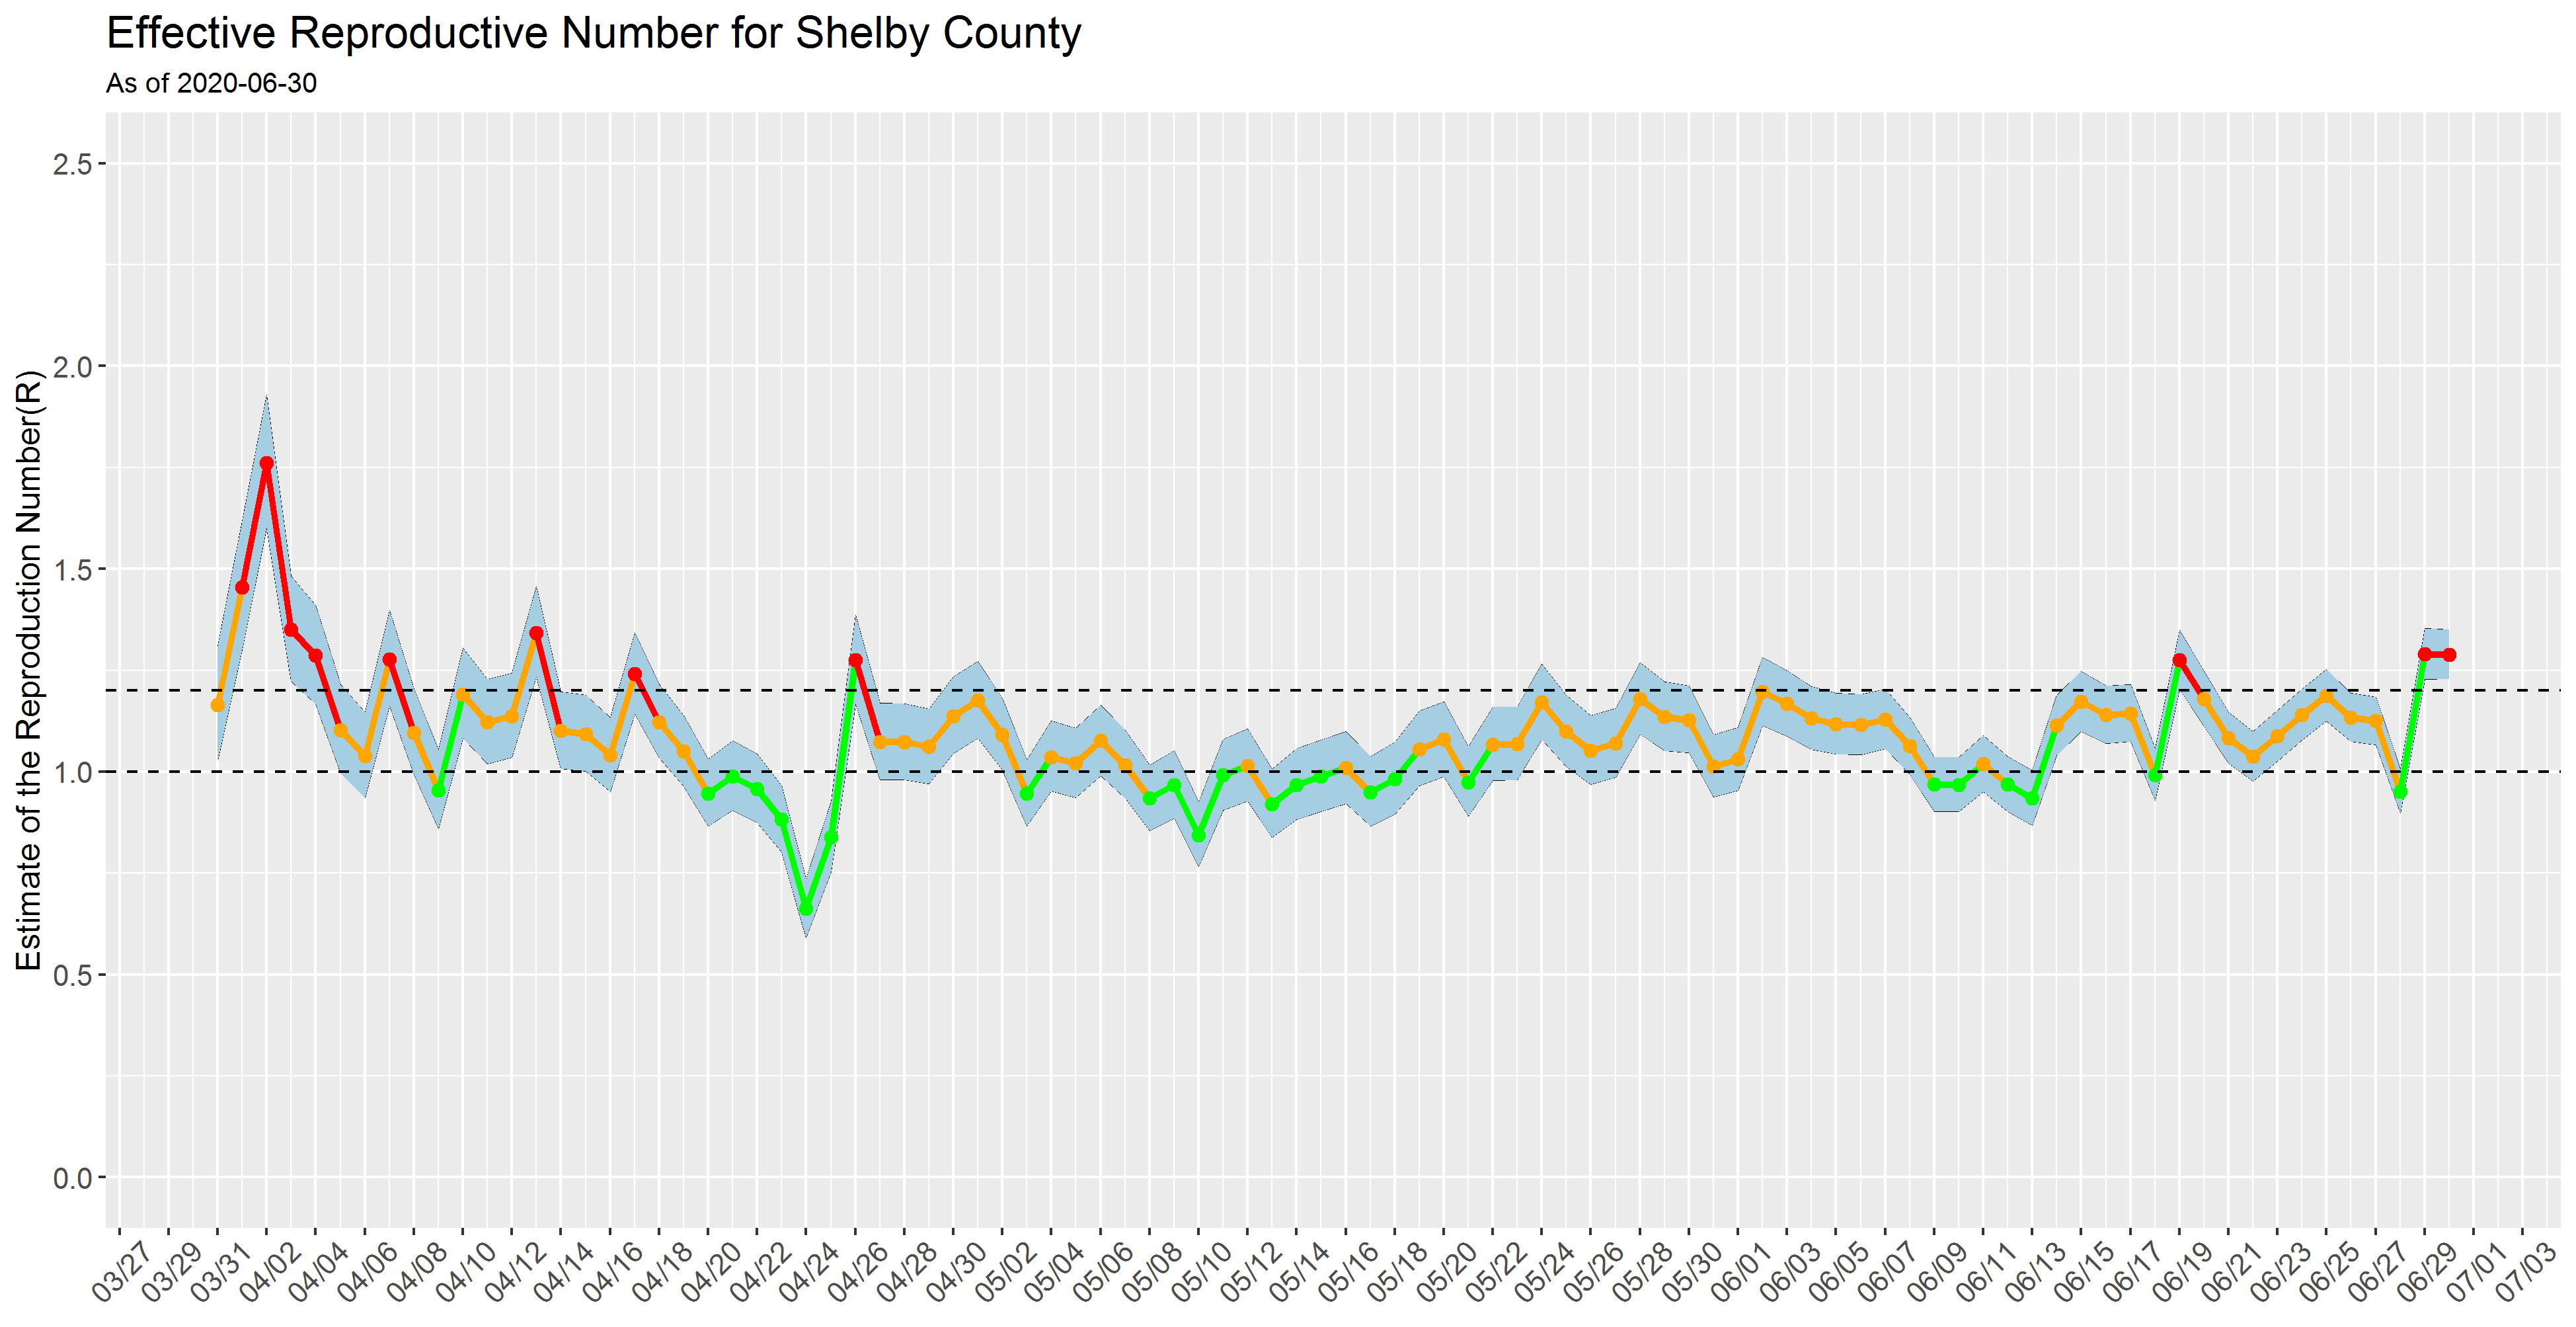 Effective Reproductive Number for Shelby County
As of 2020-06-30
Estimate of the Reproduction Number(R)
2.5
2.0
1.5
1.0
0.5
0.0
03/27 03/29 03/31 04/02 04/04 04/06 04/08 04/10 04/12 04/14 04/16 04/18 04/20 04/22 04/24 04/26 04/28 04/30 05/02 05/04 05/06 05/08 05/10 05/12 05/14 05/16 05/18 05/20 05/22 05/24 05/26 05/28 05/30 06/01 06/03 06/05 06/07 06/09 06/11 06/13 06/15 06/17 06/19 06/21 06/23 06/25 06/27 06/29 07/01 07/03